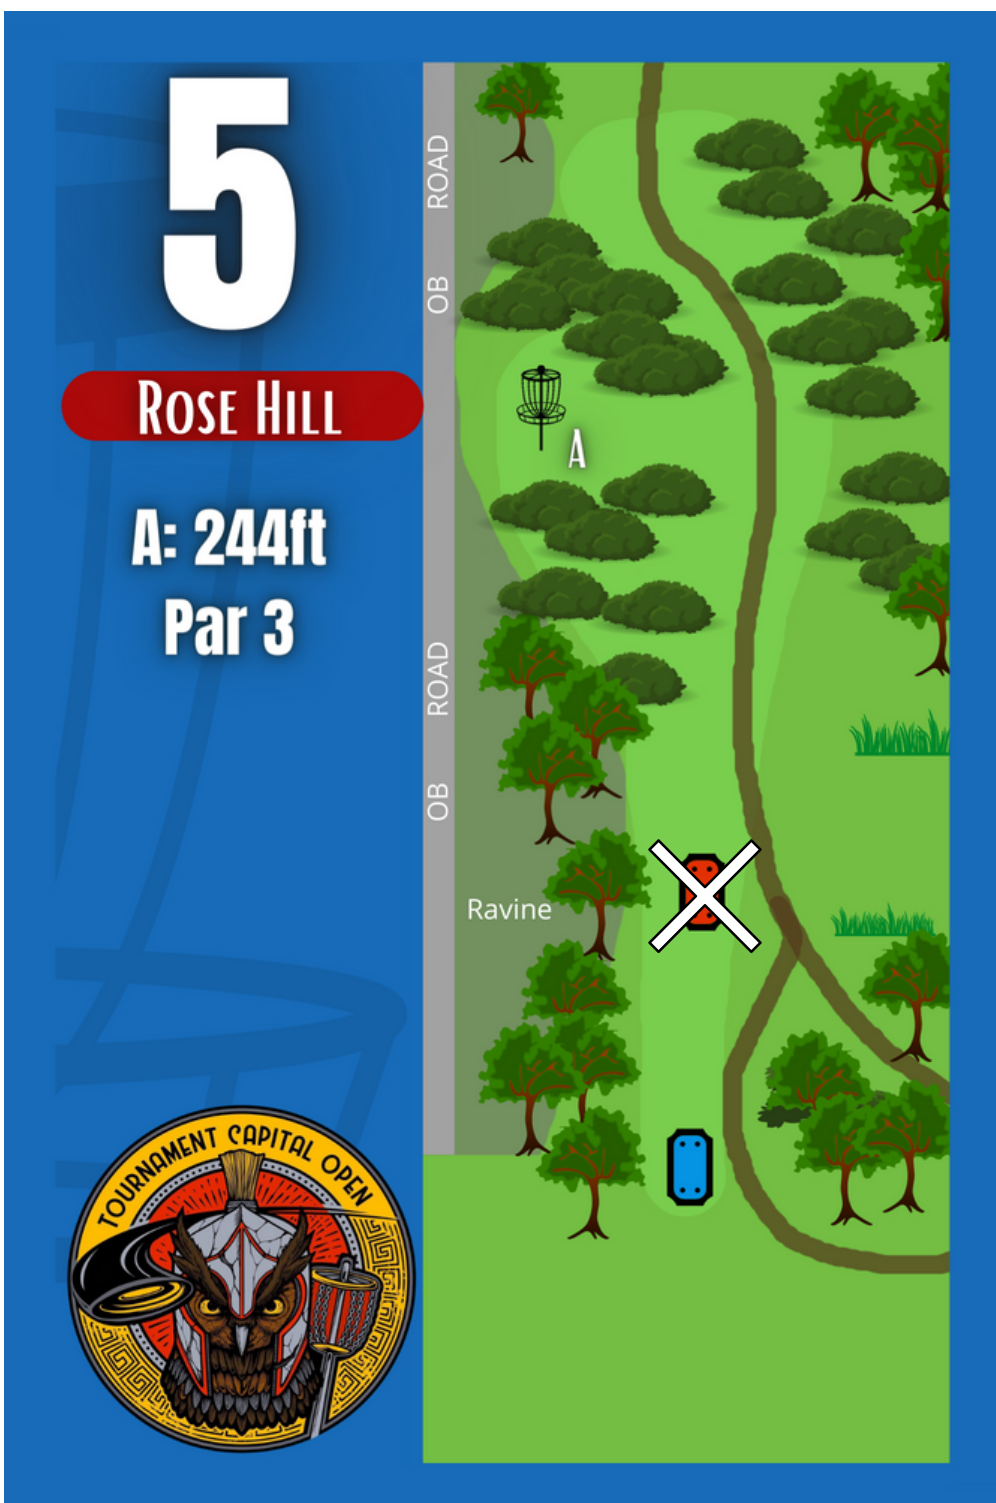 5
ROSE HILL
A: 244ft
Par 3
ROAD
OB
A
ROAD
OB
Ravine
TOURNAMENT CAPITAL OPEN